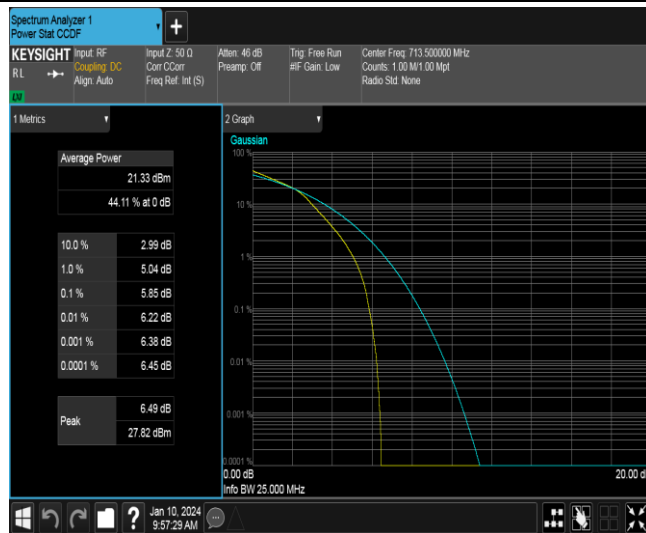 Spectrum Analyzer 1
Power Stat CCDF
+
KEYSIGHT
RL
Input: RF
Coupling: DC
Align: Auto
Input Z: 50 Ω
Corr CCorr
Freq Ref: Int (S)
Atten: 46 dB
Preamp: Off
Trig: Free Run
#IF Gain: Low
Center Freq: 713.500000 MHz
Counts: 1.00 M/1.00 Mpt
Radio Std: None
1 Metrics
Average Power
21.33 dBm
44.11 % at 0 dB
10.0 % 2.99 dB
1.0 % 5.04 dB
0.1 % 5.85 dB
0.01 % 6.22 dB
0.001 % 6.38 dB
0.0001 % 6.45 dB
Peak
6.49 dB
27.82 dBm
2 Graph
Gaussian
100 %
10 %
1 %
0.1 %
0.01 %
0.001 %
0.0001 %
0.00 dB
20.00 d
Info BW 25.000 MHz
?
Jan 10, 2024
9:57:29 AM